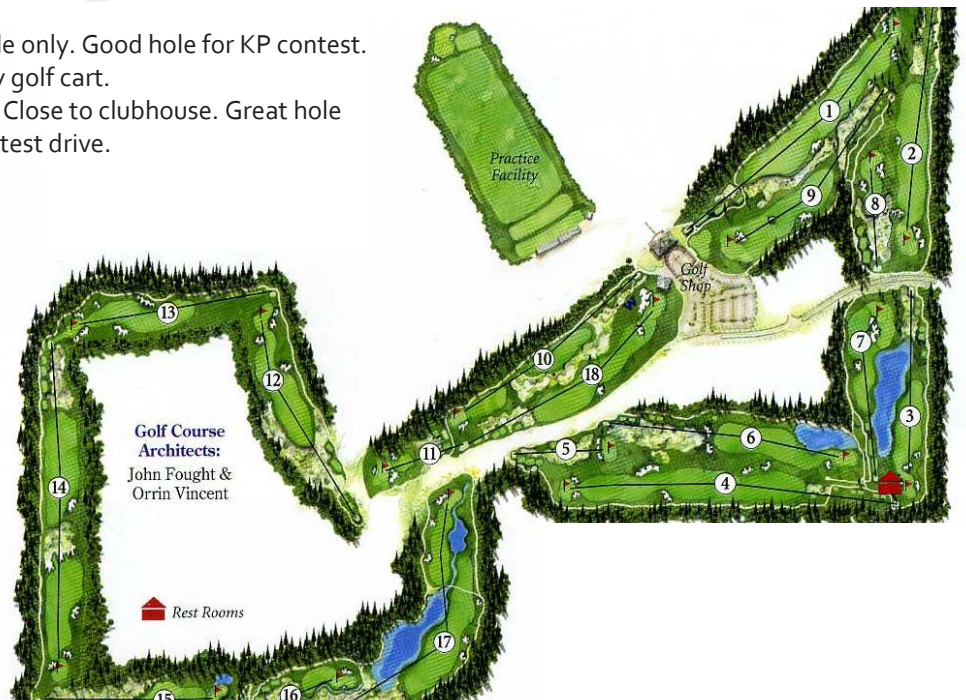 le only. Good hole for KP contest.
golf cart.
Close to clubhouse. Great hole
test drive.
Practice
Facility
1
2
9
8
Golf
Shop
13
10
7
12
18
3
6
5
11
Golf Course
Architects:
John Fought &
Orrin Vincent
4
14
Rest Rooms
17
16
15